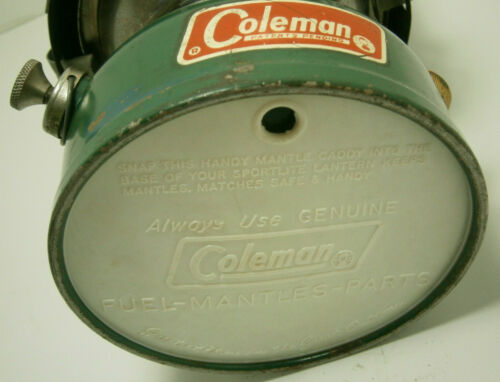 Coleman
PATENTS PENDING
SNAP THIS HANDY MANTLE CADDY INTO THE
BASE OF YOUR SPORTLITE LANTERN KEEPS
MANTLES, MATCHES SAFE & HANDY
Always Use GENUINE
Coleman
FUEL-MANTLES-PARTS